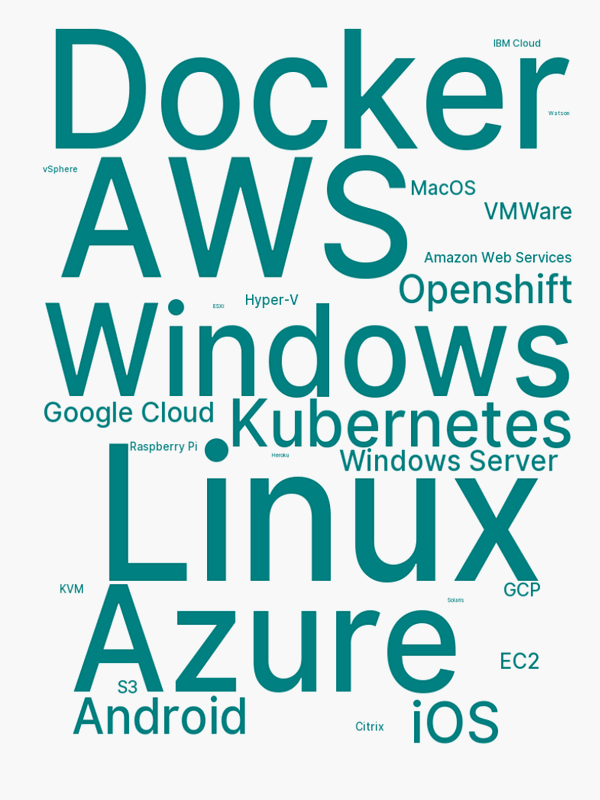 IBM Cloud
Docker
Watson
vSphere
AWS
MacOS
VMWare
Amazon Web Services
Openshift
ESXi
Hyper-V
Windows
Google Cloud
Kubernetes
Raspberry Pi
Heroku
Windows Server
Linux
KVM
GCP
Solaris
Azure
EC2
S3
Android
Citrix
iOS